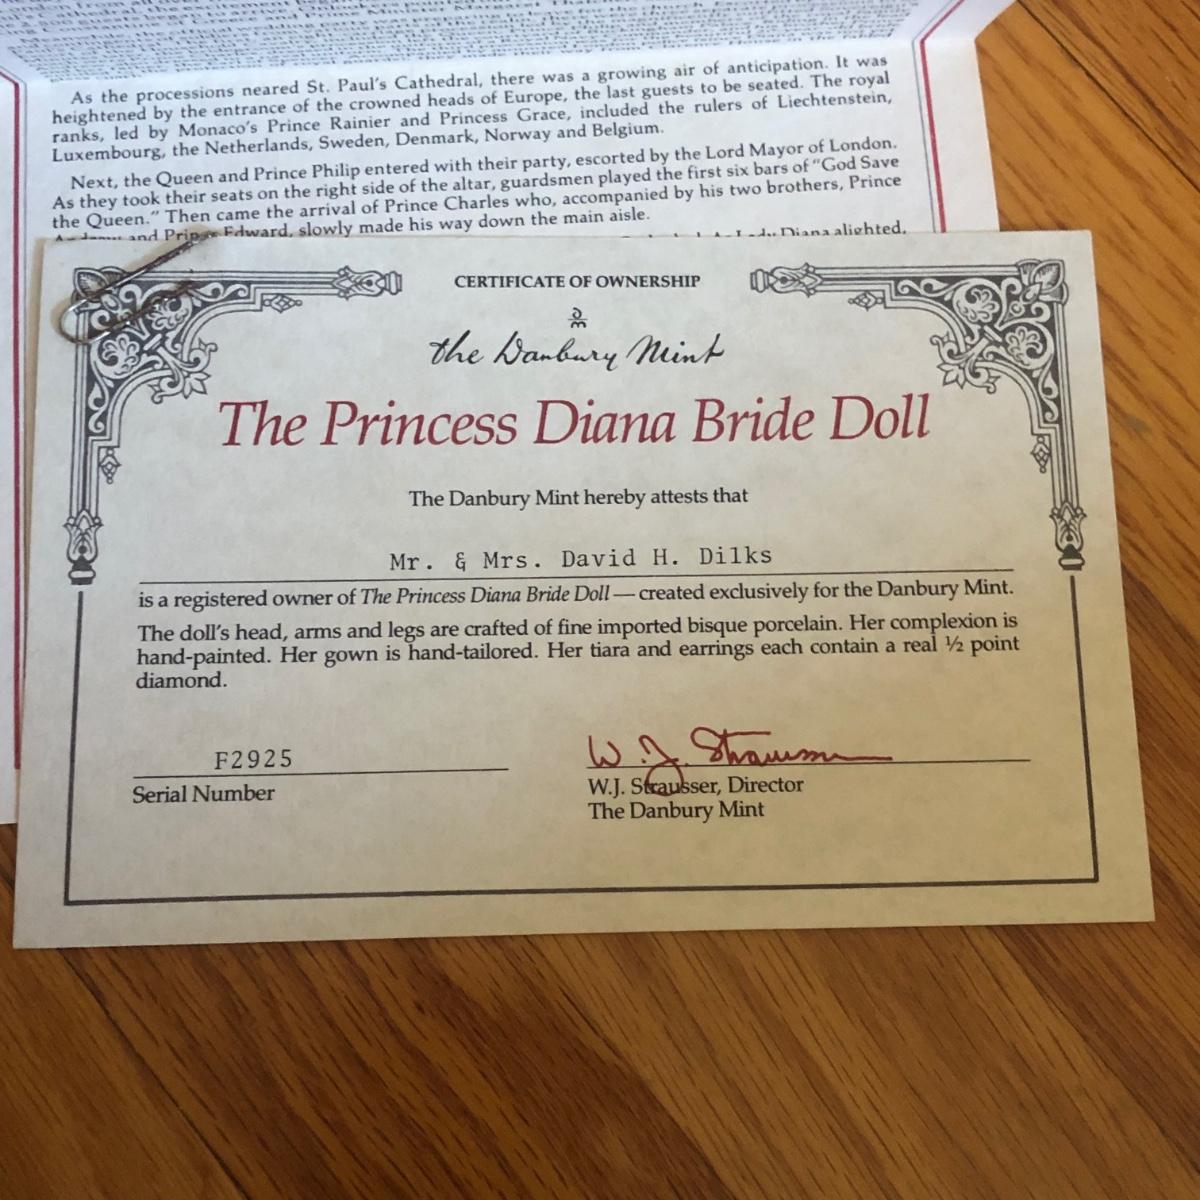 As the processions neared St. Paul's Cathedral, there was a growing air of anticipation. It was
heightened by the entrance of the crowned heads of Europe, the last guests to be seated. The royal
ranks, led by Monaco's Prince Rainier and Princess Grace, included the rulers of Liechtenstein,
Luxembourg, the Netherlands, Sweden, Denmark, Norway and Belgium.
Next, the Queen and Prince Philip entered with their party, escorted by the Lord Mayor of London.
As they took their seats on the right side of the altar, guardsmen played the first six bars of "God Save
the Queen." Then came the arrival of Prince Charles who, accompanied by his two brothers, Prince
and Prince Edward, slowly made his way down the main aisle.
Lady Diana alighted,
CERTIFICATE OF OWNERSHIP
DM
the Danbury Mint
The Princess Diana Bride Doll
The Danbury Mint hereby attests that
Mr. & Mrs. David H. Dilks
is a registered owner of The Princess Diana Bride Doll — created exclusively for the Danbury Mint.
The doll's head, arms and legs are crafted of fine imported bisque porcelain. Her complexion is
hand-painted. Her gown is hand-tailored. Her tiara and earrings each contain a real ½ point
diamond.
F2925
Serial Number
W.J. Strausser
W.J. Strausser, Director
The Danbury Mint